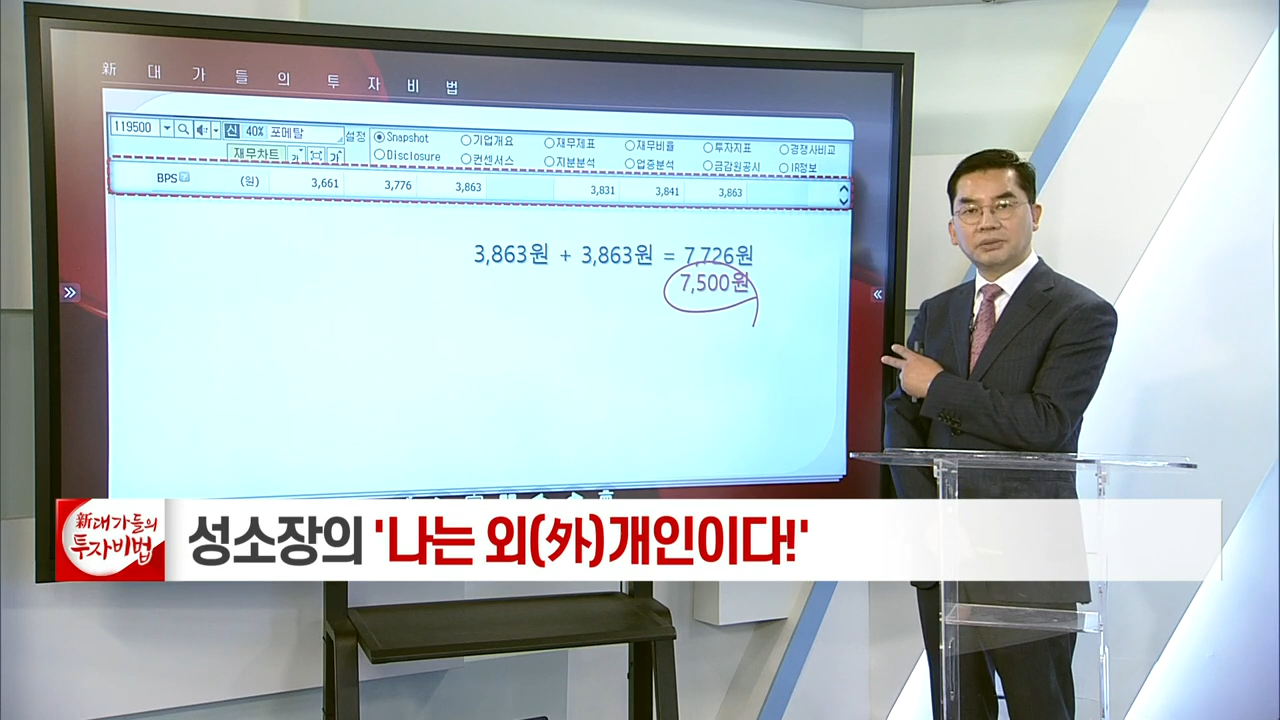 新 대 가 들 의 투 자 비 법
119500 신 40% 포메탈 설정 Snapshot 기업개요 재무제표 재무비율 투자지표 경쟁사비교
재무차트 가 가 Disclosure 컨센서스 지분분석 업종분석 금감원공시 IR정보
BPS (원) 3,661 3,776 3,863 3,831 3,841 3,863
3,863원 + 3,863원 = 7,726원
7,500원
新대가들의
투자비법
성소장의 '나는 외(外)개인이다!'